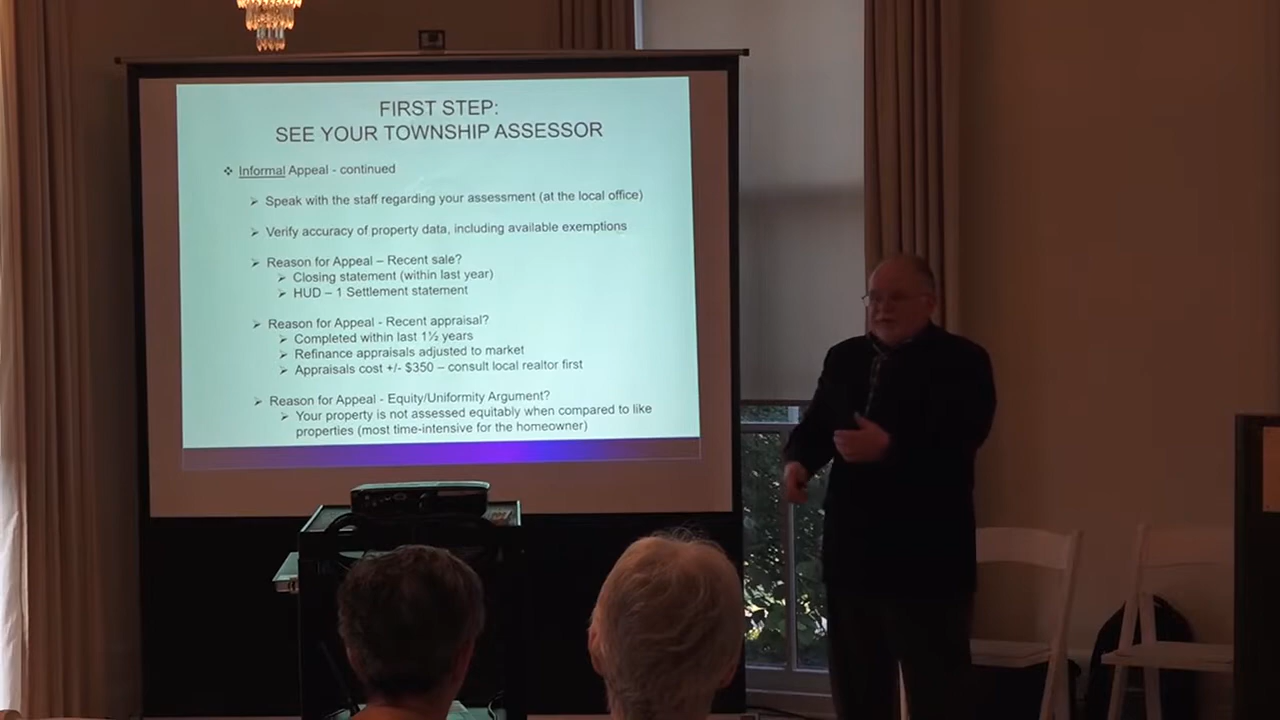 FIRST STEP:
SEE YOUR TOWNSHIP ASSESSOR
❖ Informal Appeal - continued
➢ Speak with the staff regarding your assessment (at the local office)
➢ Verify accuracy of property data, including available exemptions
➢ Reason for Appeal – Recent sale?
➢ Closing statement (within last year)
➢ HUD – 1 Settlement statement
➢ Reason for Appeal - Recent appraisal?
➢ Completed within last 1½ years
➢ Refinance appraisals adjusted to market
➢ Appraisals cost +/- $350 – consult local realtor first
➢ Reason for Appeal - Equity/Uniformity Argument?
➢ Your property is not assessed equitably when compared to like
properties (most time-intensive for the homeowner)